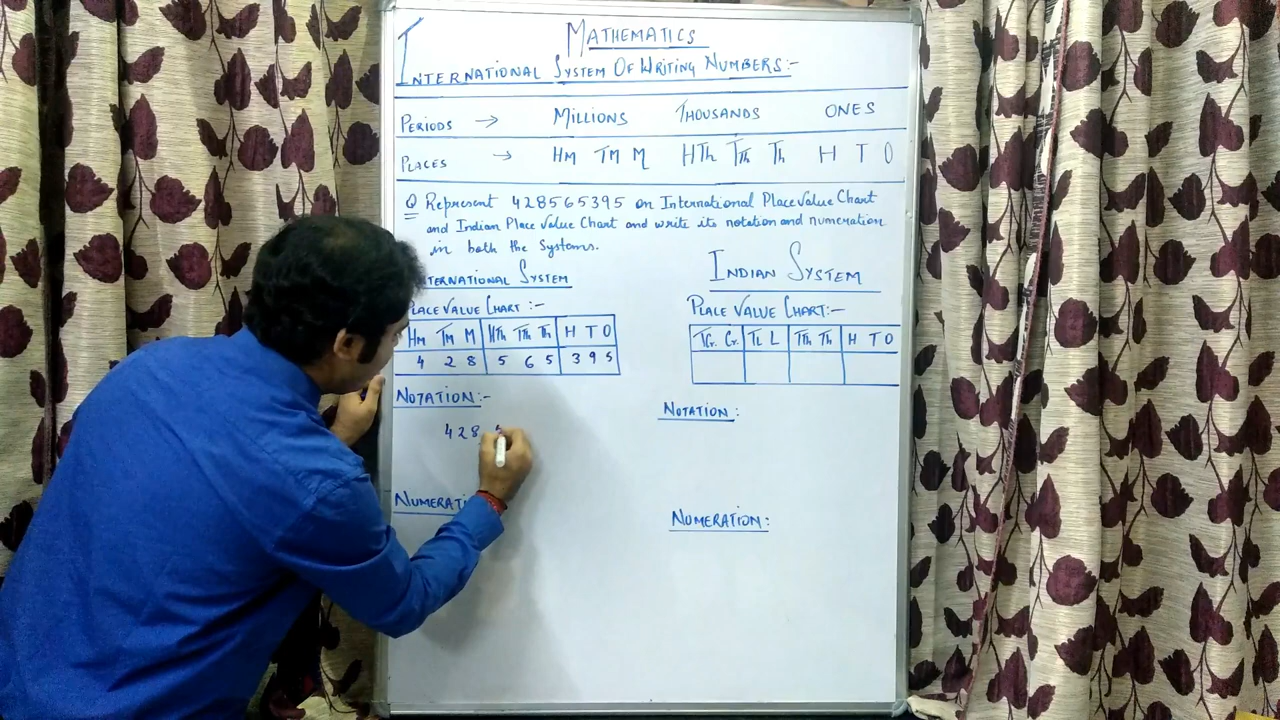 MATHEMATICS
INTERNATIONAL SYSTEM OF WRITING NUMBERS:-
PERIODS → MILLIONS THOUSANDS ONES
PLACES → HM TM M HTh TTh Th H T O
Q Represent 428565395 on International Place Value Chart
and Indian Place Value Chart and write its notation and numeration
in both the Systems.
SYSTEM
PLACE VALUE CHART :-
HM TM M HTh TTh Th H T O
4 2 8 5 6 5 3 9 5
NOTATION:-
428
INDIAN SYSTEM
PLACE VALUE CHART:-
TCr. Cr. TL L TTh Th H T O
NOTATION :
NUMERATION: